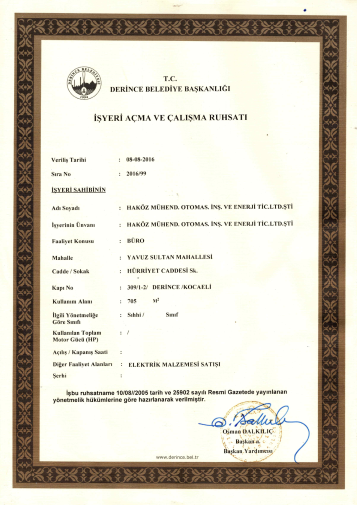 DERİNCE BELEDİYESİ
T.C.
DERİNCE BELEDİYE BAŞKANLIĞI
İŞYERİ AÇMA VE ÇALIŞMA RUHSATI
Veriliş Tarihi : 08-08-2016
Sıra No : 2016/99
İŞYERİ SAHİBİNİN
Adı Soyadı : HAKÖZ MÜHEND. OTOMAS. İNŞ. VE ENERJİ TİC.LTD.ŞTİ
İşyerinin Ünvanı : HAKÖZ MÜHEND. OTOMAS. İNŞ. VE ENERJİ TİC.LTD.ŞTİ
Faaliyet Konusu : BÜRO
Mahalle : YAVUZ SULTAN MAHALLESİ
Cadde / Sokak : HÜRRİYET CADDESİ Sk.
Kapı No : 309/1-2/ DERİNCE /KOCAELİ
Kullanım Alanı : 705 M²
İlgili Yönetmeliğe : Sıhhi / Sınıf
Göre Sınıfı
Kullanılan Toplam : /
Motor Gücü (HP)
Açılış / Kapanış Saati :
Diğer Faaliyet Alanları : ELEKTRİK MALZEMESİ SATIŞI
Şerhi :
İşbu ruhsatname 10/08//2005 tarih ve 25902 sayılı Resmi Gazetede yayınlanan
yönetmelik hükümlerine göre hazırlanarak verilmiştir.
Osman DALKILIÇ
Başkan a.
Başkan Yardımcısı
www.derince.bel.tr